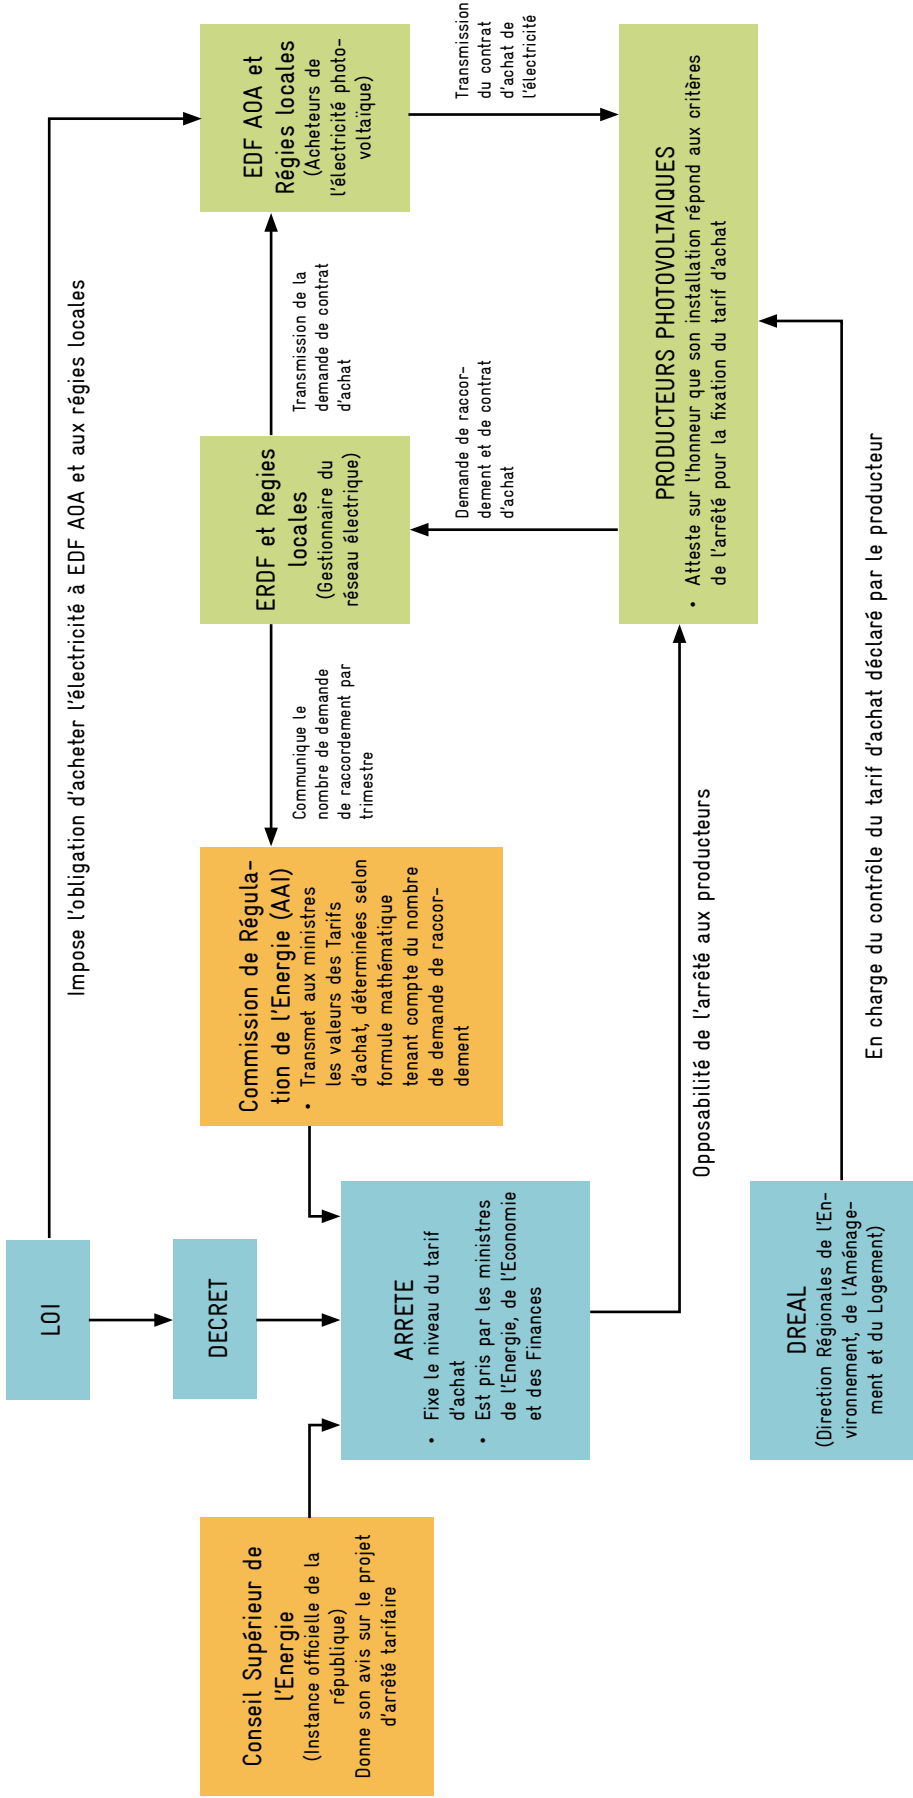 LOI
Impose l'obligation d'acheter l'électricité à EDF AOA et aux régies locales
DECRET
Conseil Supérieur de
l'Energie
(Instance officielle de la
république)
Donne son avis sur le projet
d'arrêté tarifaire
ARRETE
• Fixe le niveau du tarif
d'achat
• Est pris par les ministres
de l'Energie, de l'Economie
et des Finances
Commission de Régula-
tion de l'Energie (AAI)
• Transmet aux ministres
les valeurs des Tarifs
d'achat, déterminées selon
formule mathématique
tenant compte du nombre
de demande de raccor-
dement
Communique le
nombre de demande
de raccordement par
trimestre
ERDF et Regies
locales
(Gestionnaire du
réseau électrique)
Transmission de la
demande de contrat
d'achat
EDF AOA et
Régies locales
(Acheteurs de
l'électricité photo-
voltaïque)
Demande de raccor-
dement et de contrat
d'achat
Transmission
du contrat
d'achat de
l'électricité
PRODUCTEURS PHOTOVOLTAIQUES
• Atteste sur l'honneur que son installation répond aux critères
de l'arrêté pour la fixation du tarif d'achat
Opposabilité de l'arrêté aux producteurs
DREAL
(Direction Régionales de l'En-
vironnement, de l'Aménage-
ment et du Logement)
En charge du contrôle du tarif d'achat déclaré par le producteur